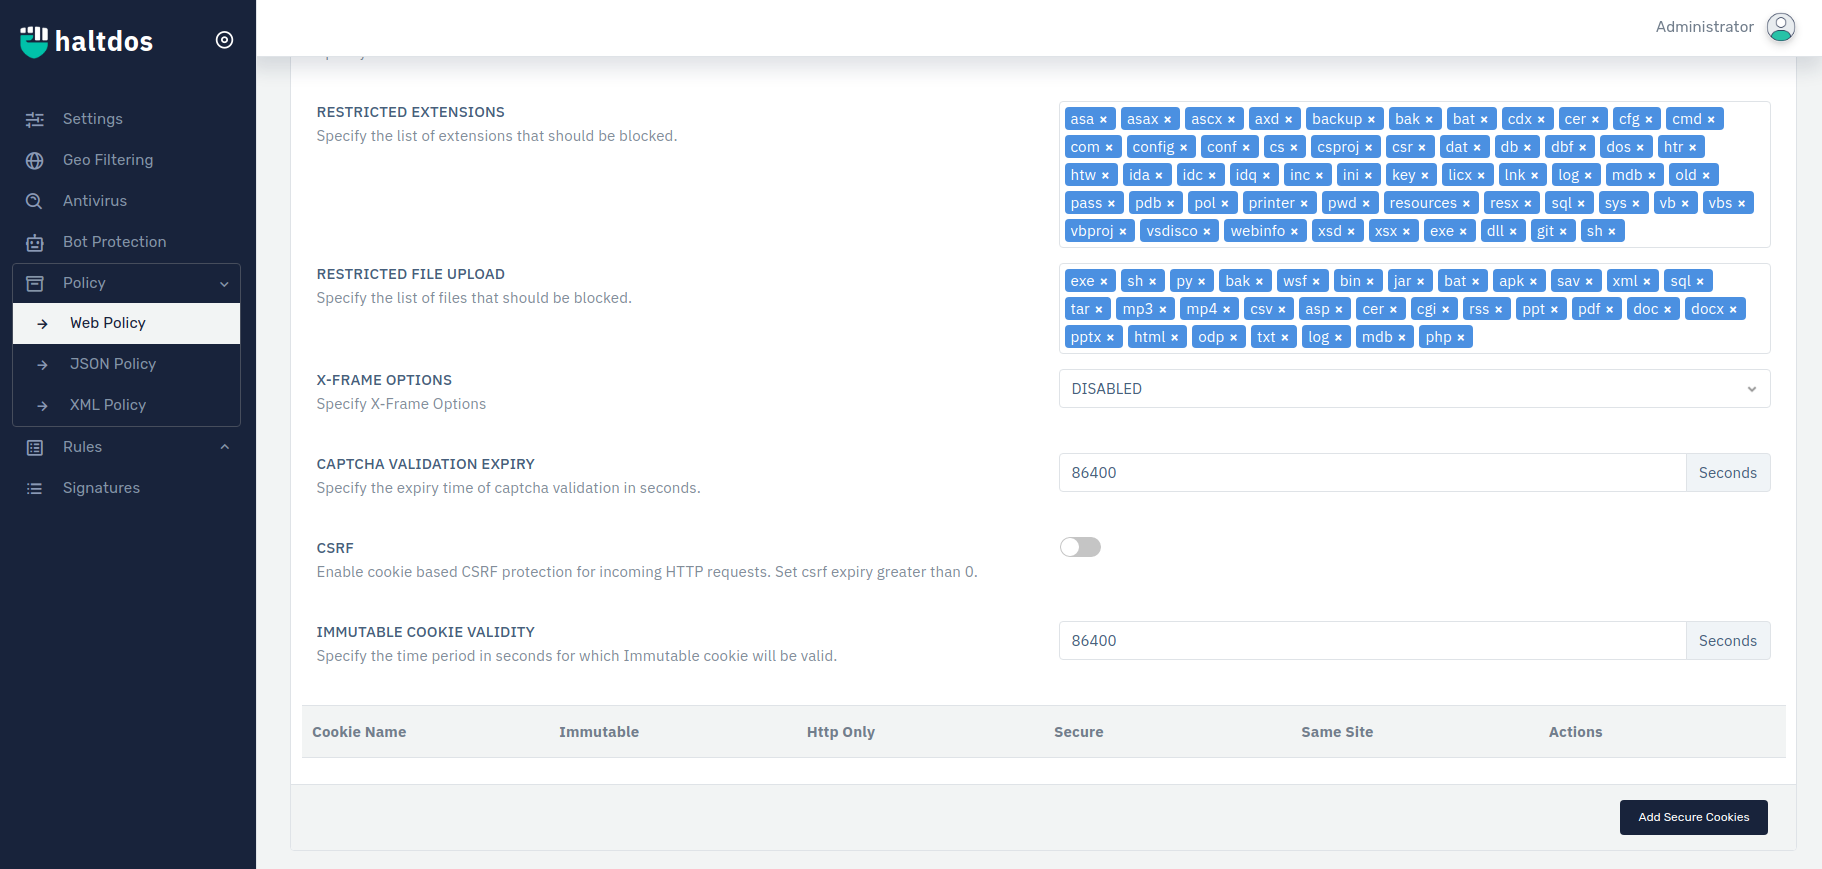 haltdos
Administrator
Settings
Geo Filtering
Antivirus
Bot Protection
Policy
Web Policy
JSON Policy
XML Policy
Rules
Signatures
RESTRICTED EXTENSIONS
Specify the list of extensions that should be blocked.
asa × asax × ascx × axd × backup × bak × bat × cdx × cer × cfg × cmd ×
com × config × conf × cs × csproj × csr × dat × db × dbf × dos × htr ×
htw × ida × idc × idq × inc × ini × key × licx × lnk × log × mdb × old ×
pass × pdb × pol × printer × pwd × resources × resx × sql × sys × vb × vbs ×
vbproj × vsdisco × webinfo × xsd × xsx × exe × dll × git × sh ×
RESTRICTED FILE UPLOAD
Specify the list of files that should be blocked.
exe × sh × py × bak × wsf × bin × jar × bat × apk × sav × xml × sql ×
tar × mp3 × mp4 × csv × asp × cer × cgi × rss × ppt × pdf × doc × docx ×
pptx × html × odp × txt × log × mdb × php ×
X-FRAME OPTIONS
Specify X-Frame Options
DISABLED
CAPTCHA VALIDATION EXPIRY
Specify the expiry time of captcha validation in seconds.
86400 Seconds
CSRF
Enable cookie based CSRF protection for incoming HTTP requests. Set csrf expiry greater than 0.
IMMUTABLE COOKIE VALIDITY
Specify the time period in seconds for which Immutable cookie will be valid.
86400 Seconds
Cookie Name Immutable Http Only Secure Same Site Actions
Add Secure Cookies